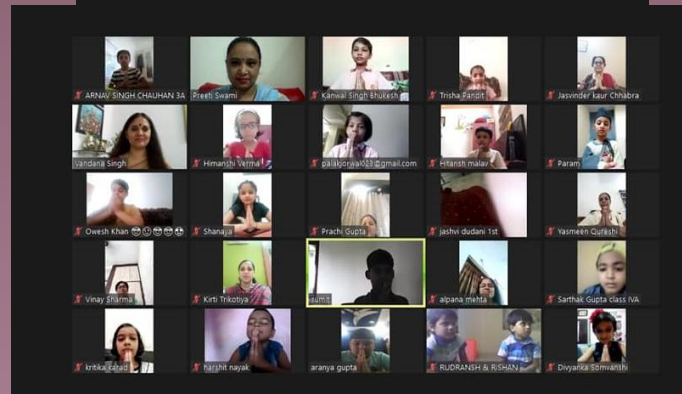 ARNAV SINGH CHAUHAN 3A
Preeti Swami
Kanwal Singh Bhukesh
Trisha Pandit
Jasvinder kaur Chhabra
Vandana Singh
Himanshi Verma
palakjorwal023@gmail.com
Hitansh malav
Param
Owesh Khan
Shanaya
Prachi Gupta
jashvi dudani 1st
Yasmeen Qureshi
Vinay Sharma
Kirti Trikotiya
sumit
alpana mehta
Sarthak Gupta class IVA
kritika karad
harshit nayak
aranya gupta
RUDRANSH & RISHAN
Divyanka Somvanshi